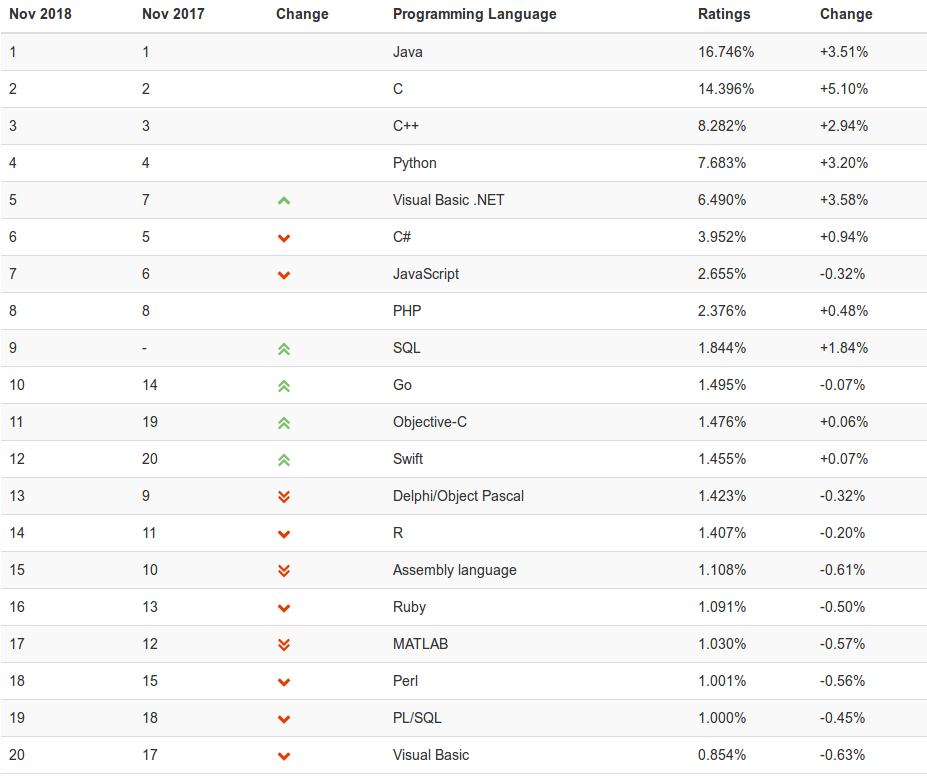 Nov 2018 Nov 2017 Change Programming Language Ratings Change
1 1 Java 16.746% +3.51%
2 2 C 14.396% +5.10%
3 3 C++ 8.282% +2.94%
4 4 Python 7.683% +3.20%
5 7 Visual Basic .NET 6.490% +3.58%
6 5 C# 3.952% +0.94%
7 6 JavaScript 2.655% -0.32%
8 8 PHP 2.376% +0.48%
9 - SQL 1.844% +1.84%
10 14 Go 1.495% -0.07%
11 19 Objective-C 1.476% +0.06%
12 20 Swift 1.455% +0.07%
13 9 Delphi/Object Pascal 1.423% -0.32%
14 11 R 1.407% -0.20%
15 10 Assembly language 1.108% -0.61%
16 13 Ruby 1.091% -0.50%
17 12 MATLAB 1.030% -0.57%
18 15 Perl 1.001% -0.56%
19 18 PL/SQL 1.000% -0.45%
20 17 Visual Basic 0.854% -0.63%